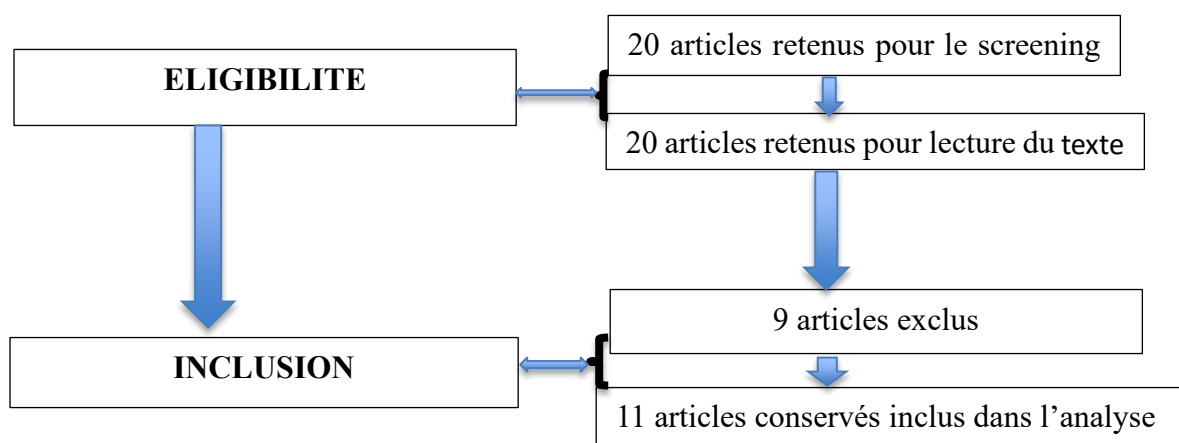 20 articles retenus pour le screening
ELIGIBILITE
20 articles retenus pour lecture du texte
9 articles exclus
INCLUSION
11 articles conservés inclus dans l’analyse